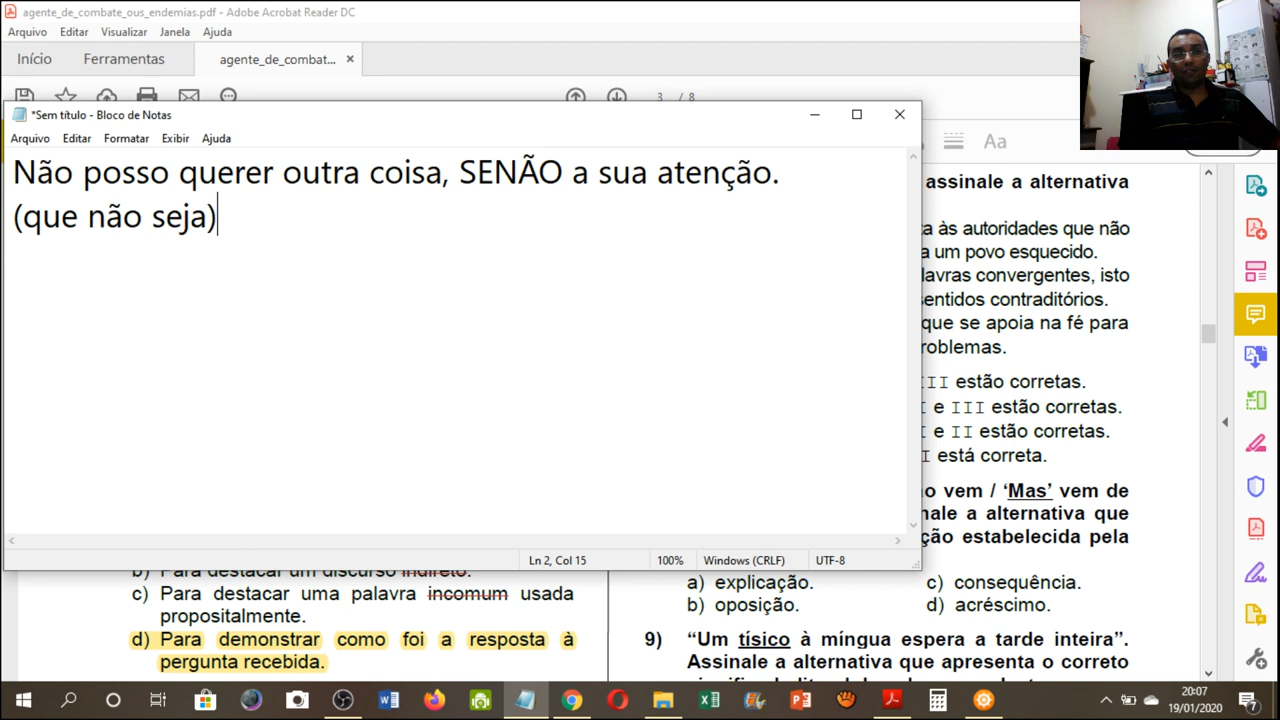 agente_de_combate_ous_endemias.pdf - Adobe Acrobat Reader DC
Arquivo Editar Visualizar Janela Ajuda
Início Ferramentas agente_de_combat... ×
3 / 8
*Sem título - Bloco de Notas
Arquivo Editar Formatar Exibir Ajuda
Não posso querer outra coisa, SENÃO a sua atenção.
(que não seja)
Ln 2, Col 15 100% Windows (CRLF) UTF-8
Aa
assinale a alternativa
a às autoridades que não
a um povo esquecido.
lavras convergentes, isto
sentidos contraditórios.
que se apoia na fé para
roblemas.
III estão corretas.
I e III estão corretas.
I e II estão corretas.
I está correta.
o vem / ‘Mas’ vem de
nale a alternativa que
ção estabelecida pela
a) explicação. c) consequência.
b) oposição. d) acréscimo.
9) “Um tísico à míngua espera a tarde inteira”.
Assinale a alternativa que apresenta o correto
b) Para destacar um discurso indireto.
c) Para destacar uma palavra incomum usada
propositalmente.
d) Para demonstrar como foi a resposta à
pergunta recebida.
20:07
19/01/2020
7